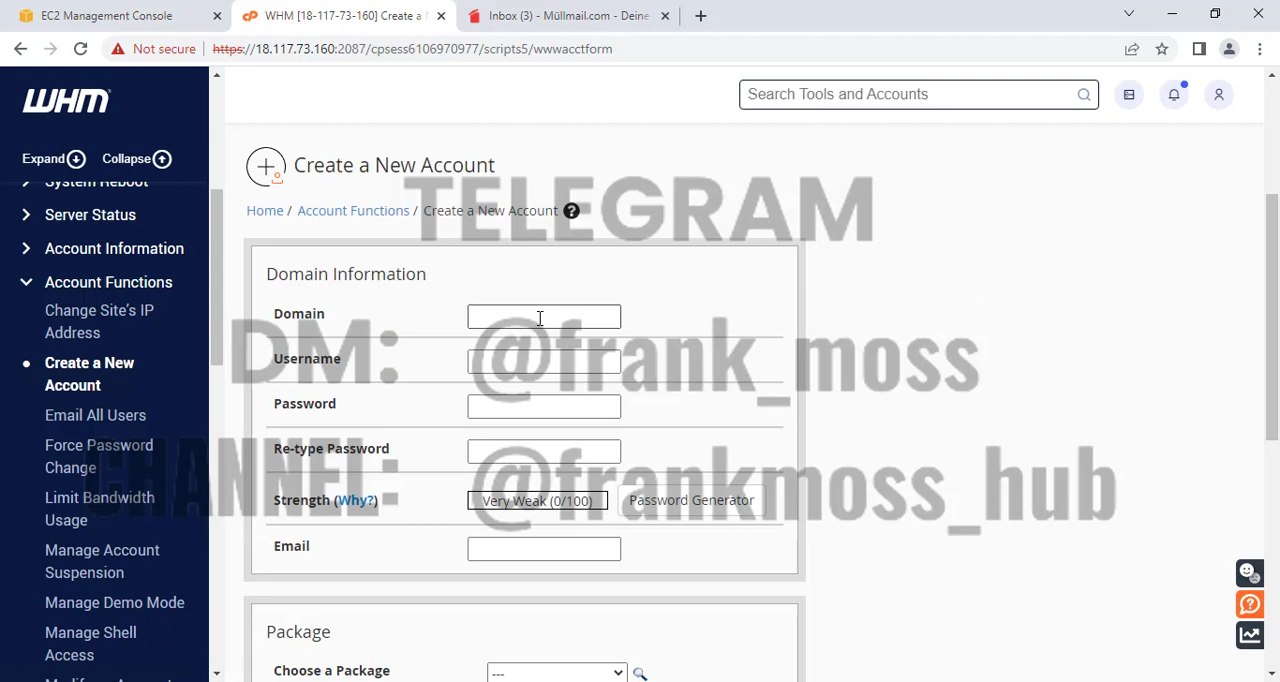 EC2 Management Console
WHM [18-117-73-160] Create a N
Inbox (3) - Müllmail.com - Deine
Not secure
https://18.117.73.160:2087/cpsess6106970977/scripts5/wwwacctform
WHM
Search Tools and Accounts
Expand
Collapse
System Reboot
Server Status
Account Information
Account Functions
Change Site's IP
Address
Create a New
Account
Email All Users
Force Password
Change
Limit Bandwidth
Usage
Manage Account
Suspension
Manage Demo Mode
Manage Shell
Access
Create a New Account
Home / Account Functions / Create a New Account
Domain Information
Domain
Username
Password
Re-type Password
Strength (Why?)
Very Weak (0/100)
Password Generator
Email
Package
Choose a Package
---
TELEGRAM
DM: @frank_moss
CHANNEL: @frankmoss_hub